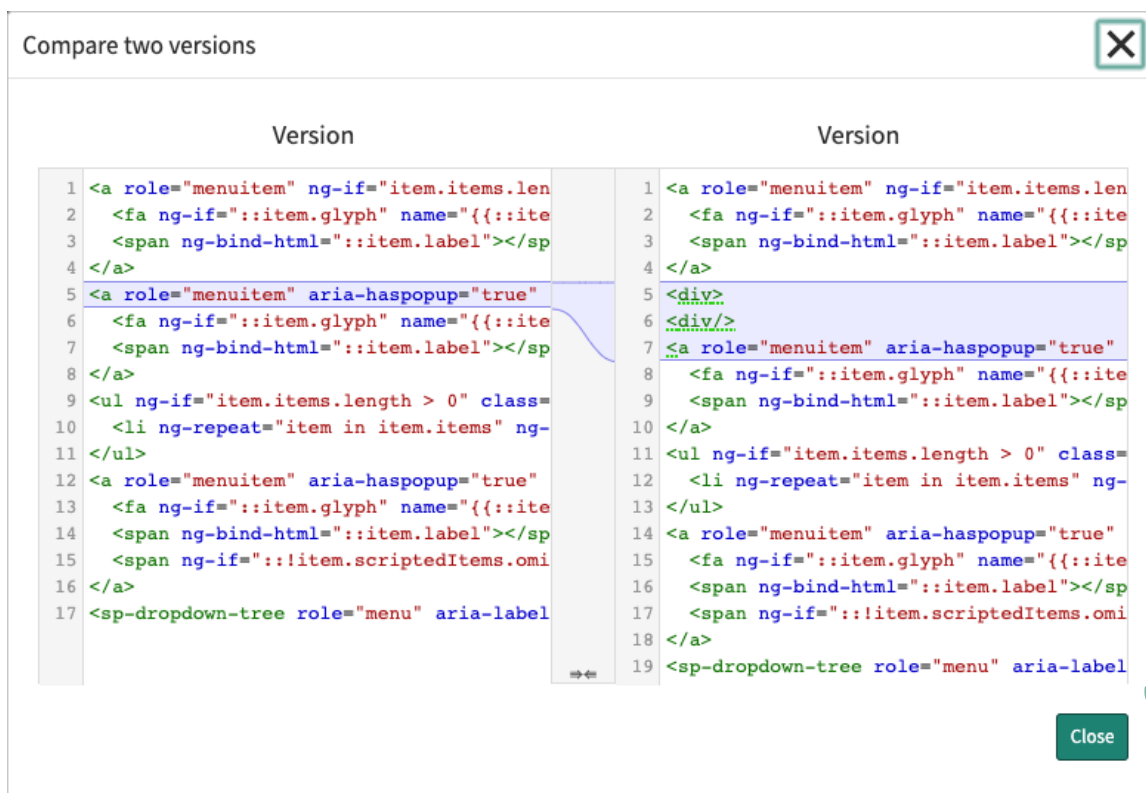 Compare two versions
Version
1 <a role="menuitem" ng-if="item.items.len
2 <fa ng-if="::item.glyph" name="{{::ite
3 <span ng-bind-html="::item.label"></sp
4 </a>
5 <a role="menuitem" aria-haspopup="true"
6 <fa ng-if="::item.glyph" name="{{::ite
7 <span ng-bind-html="::item.label"></sp
8 </a>
9 <ul ng-if="item.items.length > 0" class=
10 <li ng-repeat="item in item.items" ng-
11 </ul>
12 <a role="menuitem" aria-haspopup="true"
13 <fa ng-if="::item.glyph" name="{{::ite
14 <span ng-bind-html="::item.label"></sp
15 <span ng-if="::!item.scriptedItems.omi
16 </a>
17 <sp-dropdown-tree role="menu" aria-label
Version
1 <a role="menuitem" ng-if="item.items.len
2 <fa ng-if="::item.glyph" name="{{::ite
3 <span ng-bind-html="::item.label"></sp
4 </a>
5 <div>
6 <div/>
7 <a role="menuitem" aria-haspopup="true"
8 <fa ng-if="::item.glyph" name="{{::ite
9 <span ng-bind-html="::item.label"></sp
10 </a>
11 <ul ng-if="item.items.length > 0" class=
12 <li ng-repeat="item in item.items" ng-
13 </ul>
14 <a role="menuitem" aria-haspopup="true"
15 <fa ng-if="::item.glyph" name="{{::ite
16 <span ng-bind-html="::item.label"></sp
17 <span ng-if="::!item.scriptedItems.omi
18 </a>
19 <sp-dropdown-tree role="menu" aria-label
Close